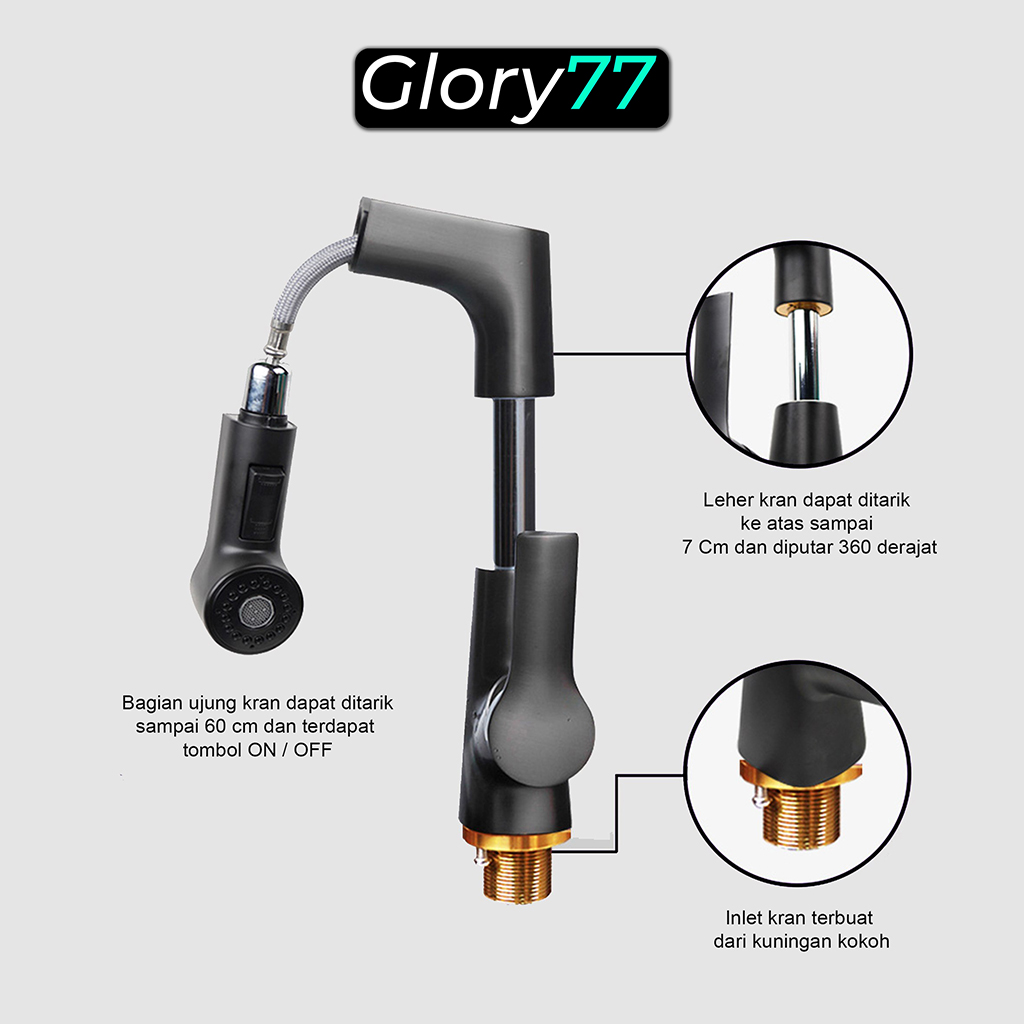 Glory77
Leher kran dapat ditarik
ke atas sampai
7 Cm dan diputar 360 derajat
Bagian ujung kran dapat ditarik
sampai 60 cm dan terdapat
tombol ON / OFF
Inlet kran terbuat
dari kuningan kokoh